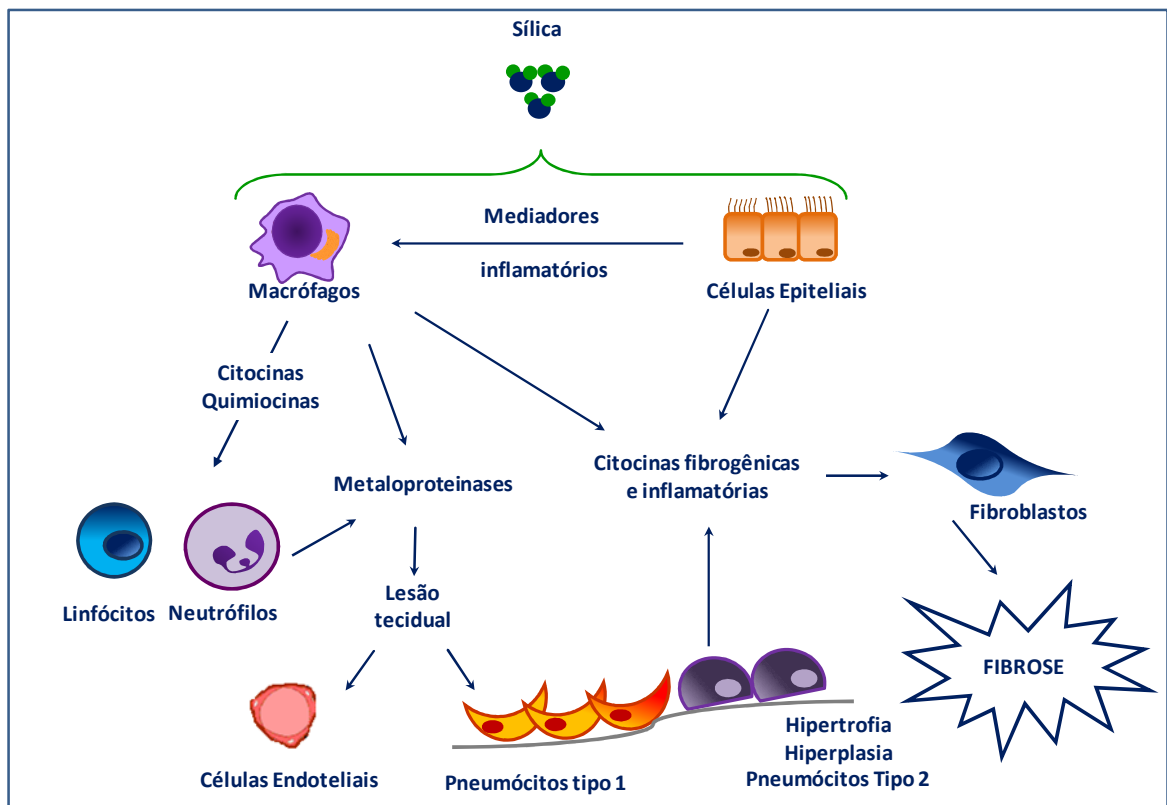 Sílica
Mediadores
inflamatórios
Macrófagos
Células Epiteliais
Citocinas
Quimiocinas
Metaloproteinases
Citocinas fibrogênicas
e inflamatórias
Fibroblastos
Linfócitos
Neutrófilos
Lesão
tecidual
FIBROSE
Hipertrofia
Hiperplasia
Pneumócitos Tipo 2
Células Endoteliais
Pneumócitos tipo 1